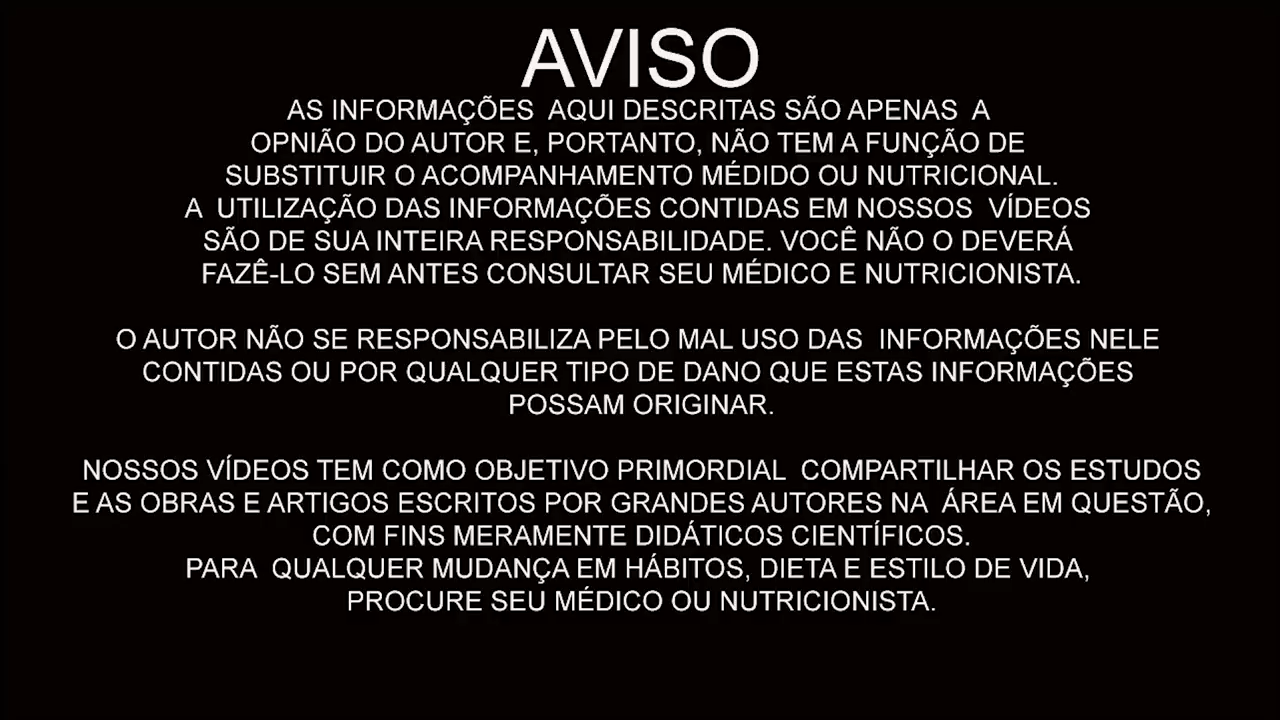 AVISO
AS INFORMAÇÕES AQUI DESCRITAS SÃO APENAS A
OPNIÃO DO AUTOR E, PORTANTO, NÃO TEM A FUNÇÃO DE
SUBSTITUIR O ACOMPANHAMENTO MÉDIDO OU NUTRICIONAL.
A UTILIZAÇÃO DAS INFORMAÇÕES CONTIDAS EM NOSSOS VÍDEOS
SÃO DE SUA INTEIRA RESPONSABILIDADE. VOCÊ NÃO O DEVERÁ
FAZÊ-LO SEM ANTES CONSULTAR SEU MÉDICO E NUTRICIONISTA.
O AUTOR NÃO SE RESPONSABILIZA PELO MAL USO DAS INFORMAÇÕES NELE
CONTIDAS OU POR QUALQUER TIPO DE DANO QUE ESTAS INFORMAÇÕES
POSSAM ORIGINAR.
NOSSOS VÍDEOS TEM COMO OBJETIVO PRIMORDIAL COMPARTILHAR OS ESTUDOS
E AS OBRAS E ARTIGOS ESCRITOS POR GRANDES AUTORES NA ÁREA EM QUESTÃO,
COM FINS MERAMENTE DIDÁTICOS CIENTÍFICOS.
PARA QUALQUER MUDANÇA EM HÁBITOS, DIETA E ESTILO DE VIDA,
PROCURE SEU MÉDICO OU NUTRICIONISTA.